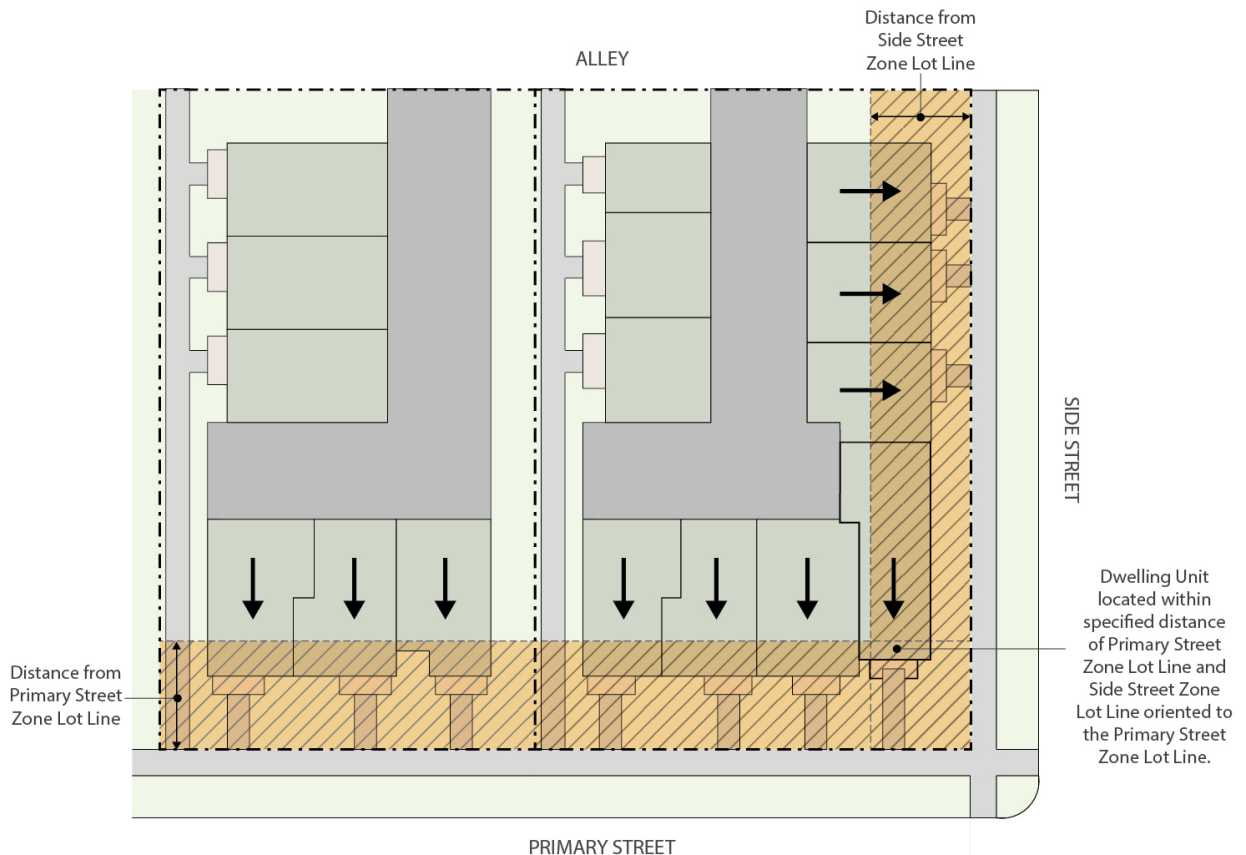 Distance from
Side Street
Zone Lot Line
ALLEY
SIDE STREET
Distance from
Primary Street
Zone Lot Line
Dwelling Unit
located within
specified distance
of Primary Street
Zone Lot Line and
Side Street Zone
Lot Line oriented to
the Primary Street
Zone Lot Line.
PRIMARY STREET